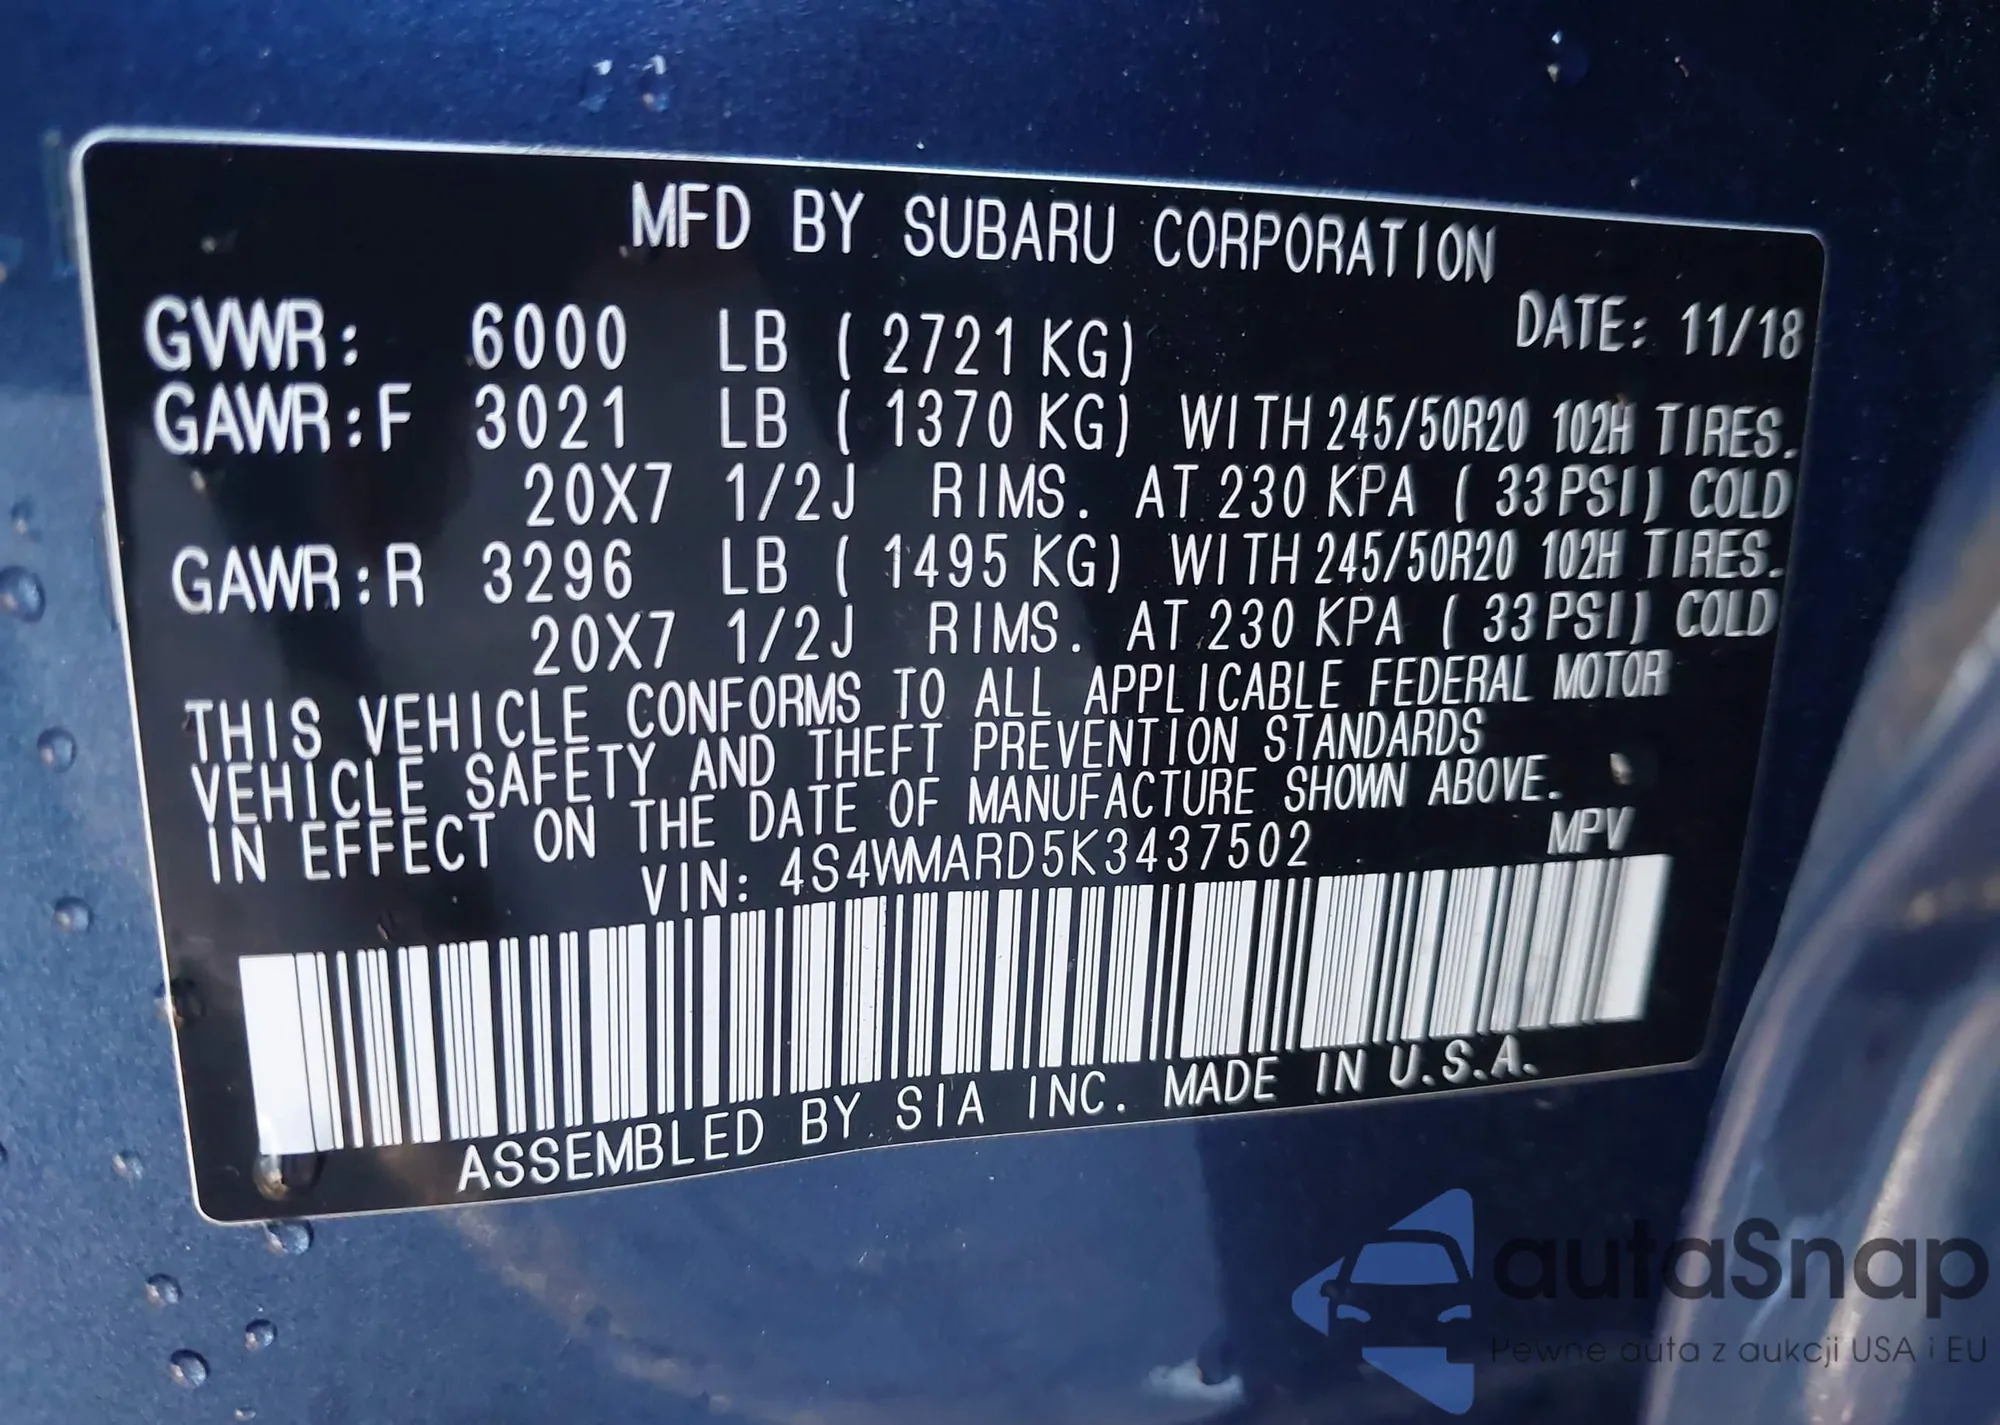 MFD BY SUBARU CORPORATION
GVWR: 6000 LB ( 2721 KG) DATE: 11/18
GAWR:F 3021 LB ( 1370 KG) WITH 245/50R20 102H TIRES.
20X7 1/2J RIMS. AT 230 KPA ( 33 PSI) COLD
GAWR:R 3296 LB ( 1495 KG) WITH 245/50R20 102H TIRES.
20X7 1/2J RIMS. AT 230 KPA ( 33 PSI) COLD
THIS VEHICLE CONFORMS TO ALL APPLICABLE FEDERAL MOTOR
VEHICLE SAFETY AND THEFT PREVENTION STANDARDS
IN EFFECT ON THE DATE OF MANUFACTURE SHOWN ABOVE.
VIN: 4S4WMARD5K3437502 MPV
ASSEMBLED BY SIA INC. MADE IN U.S.A.
autaSnap
Pewne auta z aukcji USA i EU